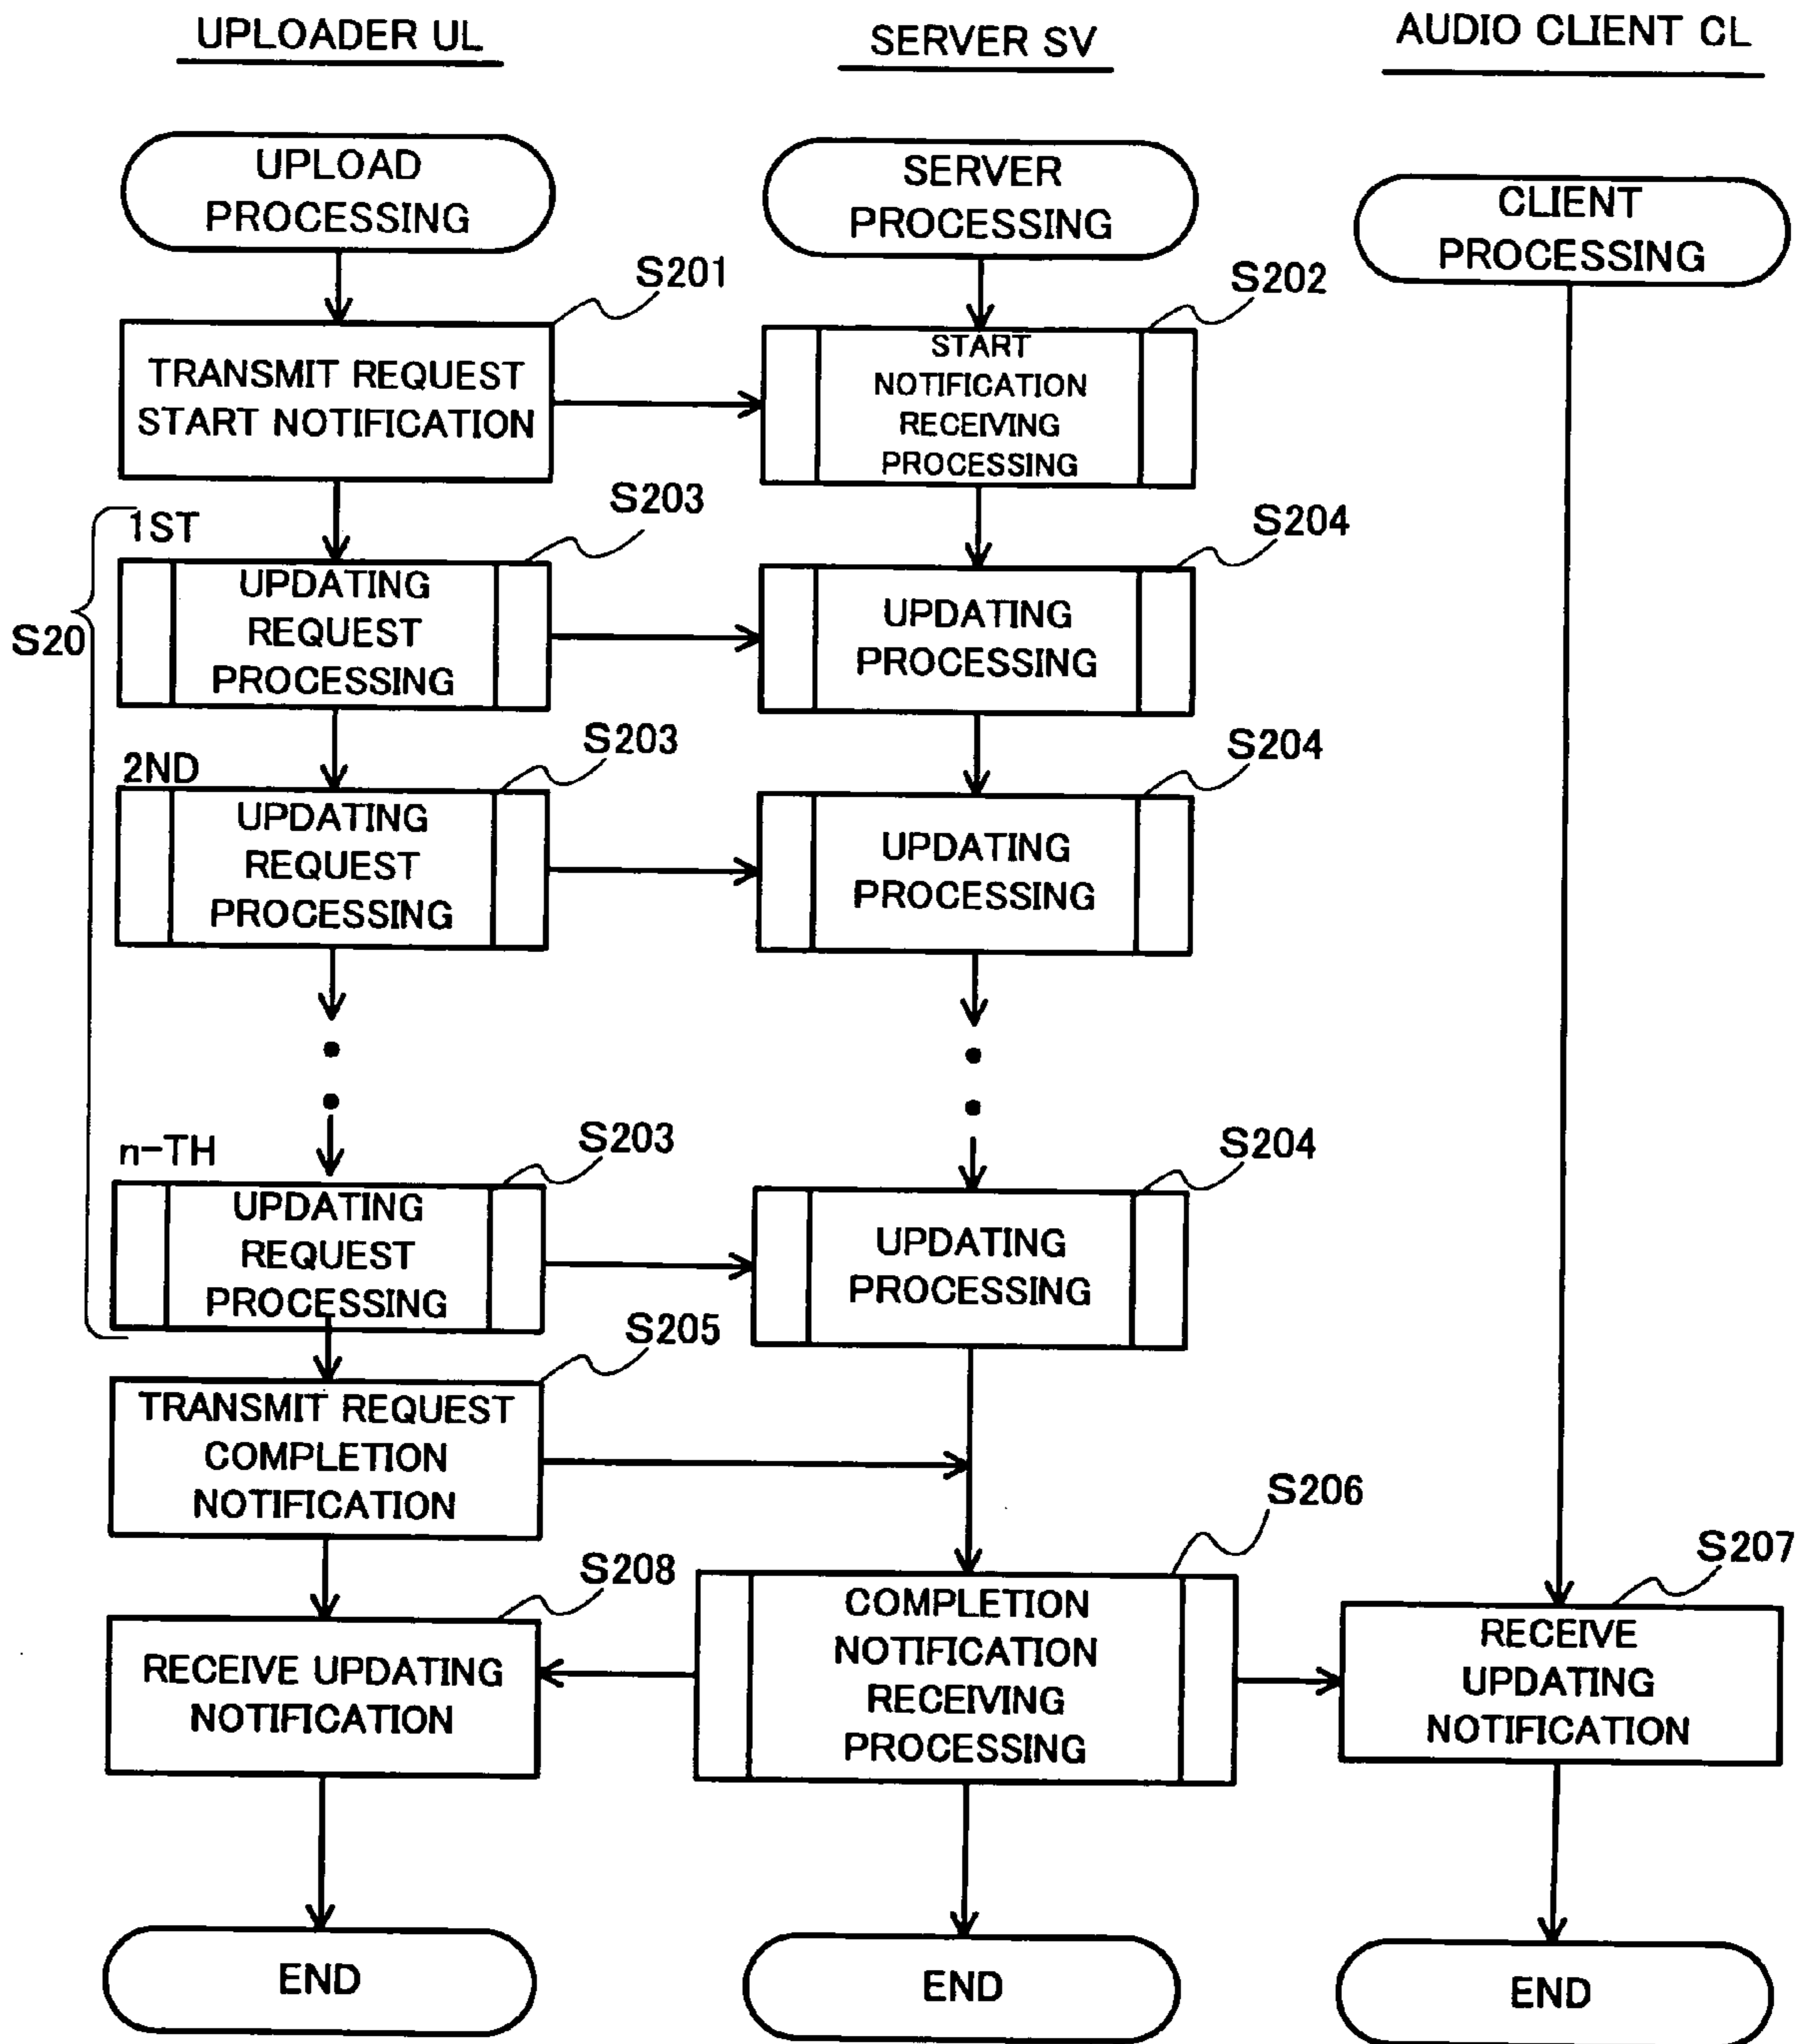 UPLOADER UL
SERVER SV
AUDIO CLIENT CL
UPLOAD
PROCESSING
SERVER
PROCESSING
CLIENT
PROCESSING
S201
S202
TRANSMIT REQUEST
START NOTIFICATION
START
NOTIFICATION
RECEIVING
PROCESSING
S20
1ST
S203
UPDATING
REQUEST
PROCESSING
S204
UPDATING
PROCESSING
2ND
S203
UPDATING
REQUEST
PROCESSING
S204
UPDATING
PROCESSING
n-TH
S203
UPDATING
REQUEST
PROCESSING
S204
UPDATING
PROCESSING
S205
TRANSMIT REQUEST
COMPLETION
NOTIFICATION
S206
COMPLETION
NOTIFICATION
RECEIVING
PROCESSING
S207
RECEIVE
UPDATING
NOTIFICATION
S208
RECEIVE UPDATING
NOTIFICATION
END
END
END